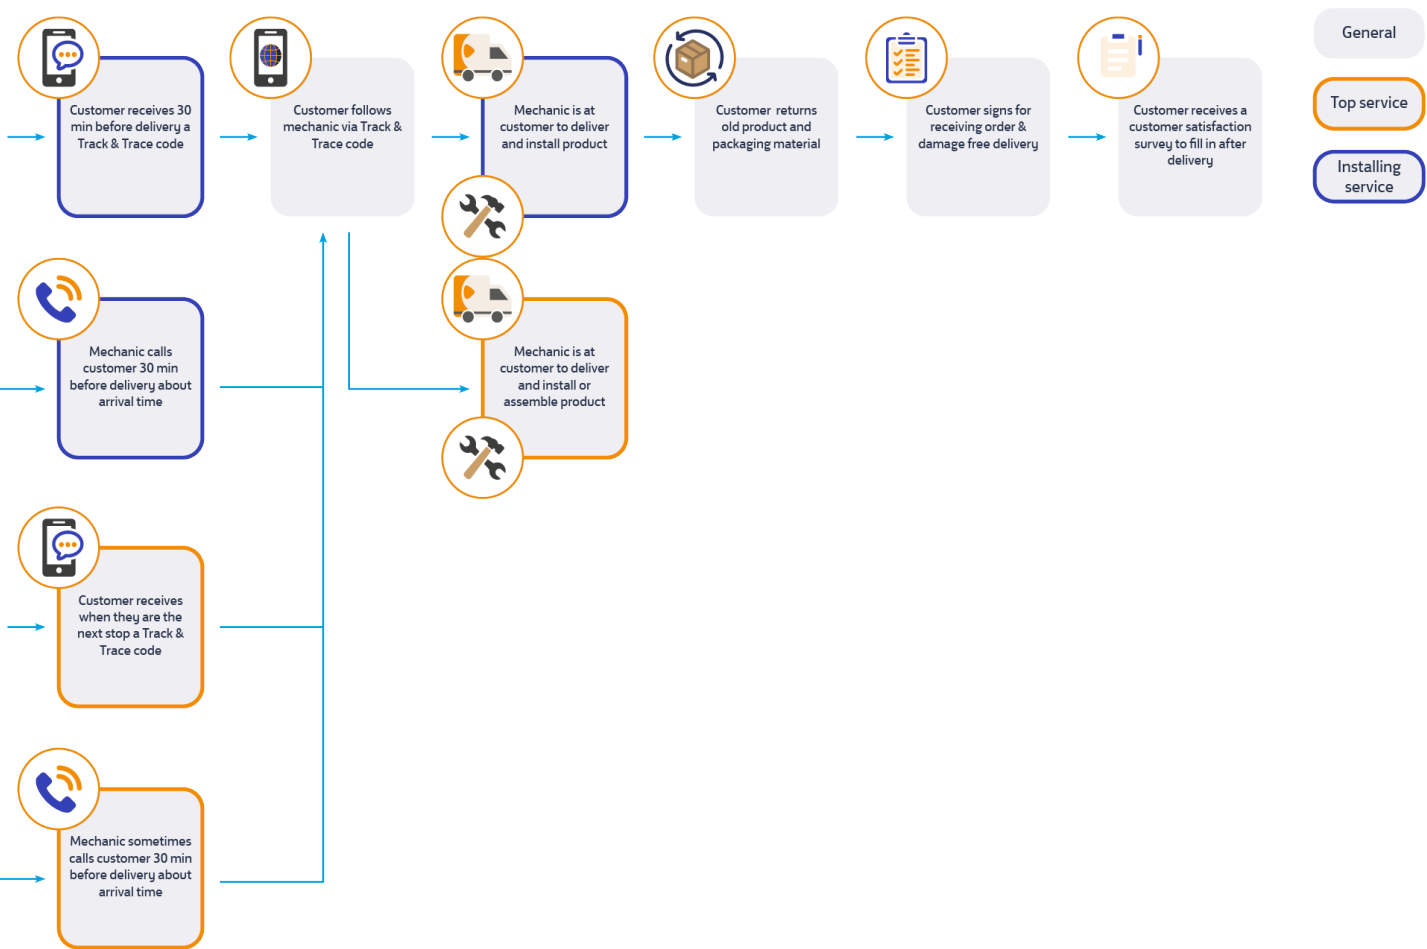 Customer receives 30
min before delivery a
Track & Trace code
Customer follows
mechanic via Track &
Trace code
Mechanic is at
customer to deliver
and install product
Customer  returns
old product and
packaging material
Customer signs for
receiving order &
damage free delivery
Customer receives a
customer satisfaction
survey to fill in after
delivery
General
Top service
Installing
service
Mechanic calls
customer 30 min
before delivery about
arrival time
Mechanic is at
customer to deliver
and install or
assemble product
Customer receives
when they are the
next stop a Track &
Trace code
Mechanic sometimes
calls customer 30 min
before delivery about
arrival time